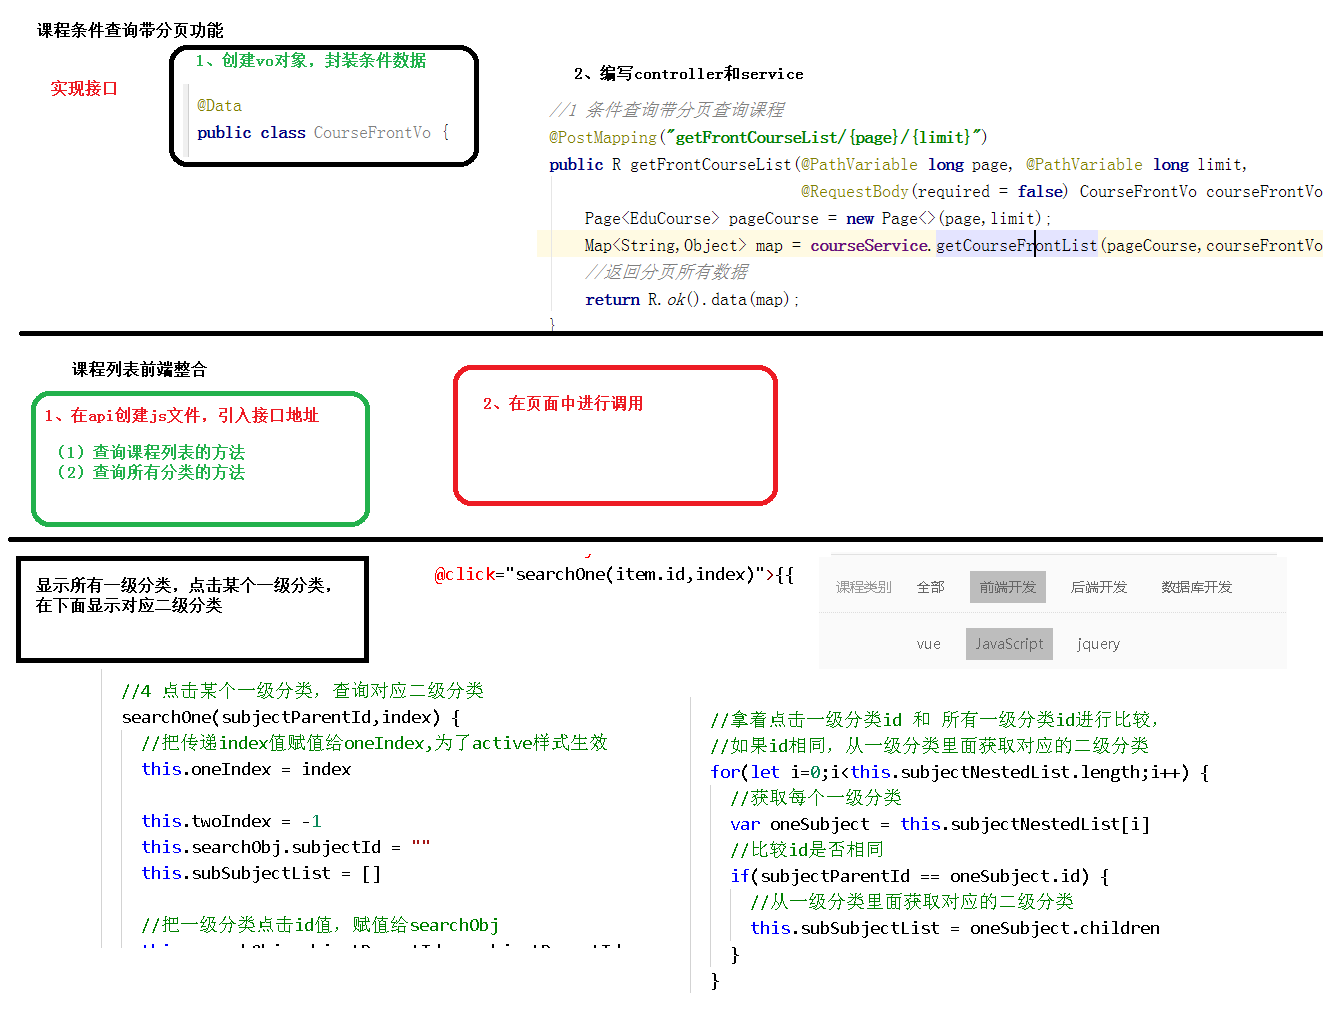 课程条件查询带分页功能
实现接口
1、创建vo对象，封装条件数据
@Data
public class CourseFrontVo {
2、编写controller和service
//1 条件查询带分页查询课程
@PostMapping("getFrontCourseList/{page}/{limit}")
public R getFrontCourseList(@PathVariable long page, @PathVariable long limit,
@RequestBody(required = false) CourseFrontVo courseFrontVo
Page<EduCourse> pageCourse = new Page<>(page,limit);
Map<String,Object> map = courseService.getCourseFrontList(pageCourse,courseFrontVo
//返回分页所有数据
return R.ok().data(map);
}
课程列表前端整合
1、在api创建js文件，引入接口地址
（1）查询课程列表的方法
（2）查询所有分类的方法
2、在页面中进行调用
显示所有一级分类，点击某个一级分类，
在下面显示对应二级分类
@click="searchOne(item.id,index)">{{
课程类别 全部 前端开发 后端开发 数据库开发
vue JavaScript jquery
//4 点击某个一级分类，查询对应二级分类
searchOne(subjectParentId,index) {
//把传递index值赋值给oneIndex,为了active样式生效
this.oneIndex = index
this.twoIndex = -1
this.searchObj.subjectId = ""
this.subSubjectList = []
//把一级分类点击id值，赋值给searchObj
//拿着点击一级分类id 和 所有一级分类id进行比较，
//如果id相同，从一级分类里面获取对应的二级分类
for(let i=0;i<this.subjectNestedList.length;i++) {
//获取每个一级分类
var oneSubject = this.subjectNestedList[i]
//比较id是否相同
if(subjectParentId == oneSubject.id) {
//从一级分类里面获取对应的二级分类
this.subSubjectList = oneSubject.children
}
}